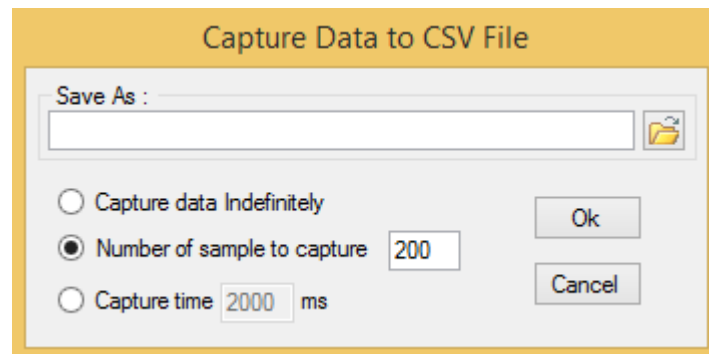 Capture Data to CSV File
Save As :
Capture data Indefinitely
Number of sample to capture 200
Capture time 2000 ms
Ok
Cancel